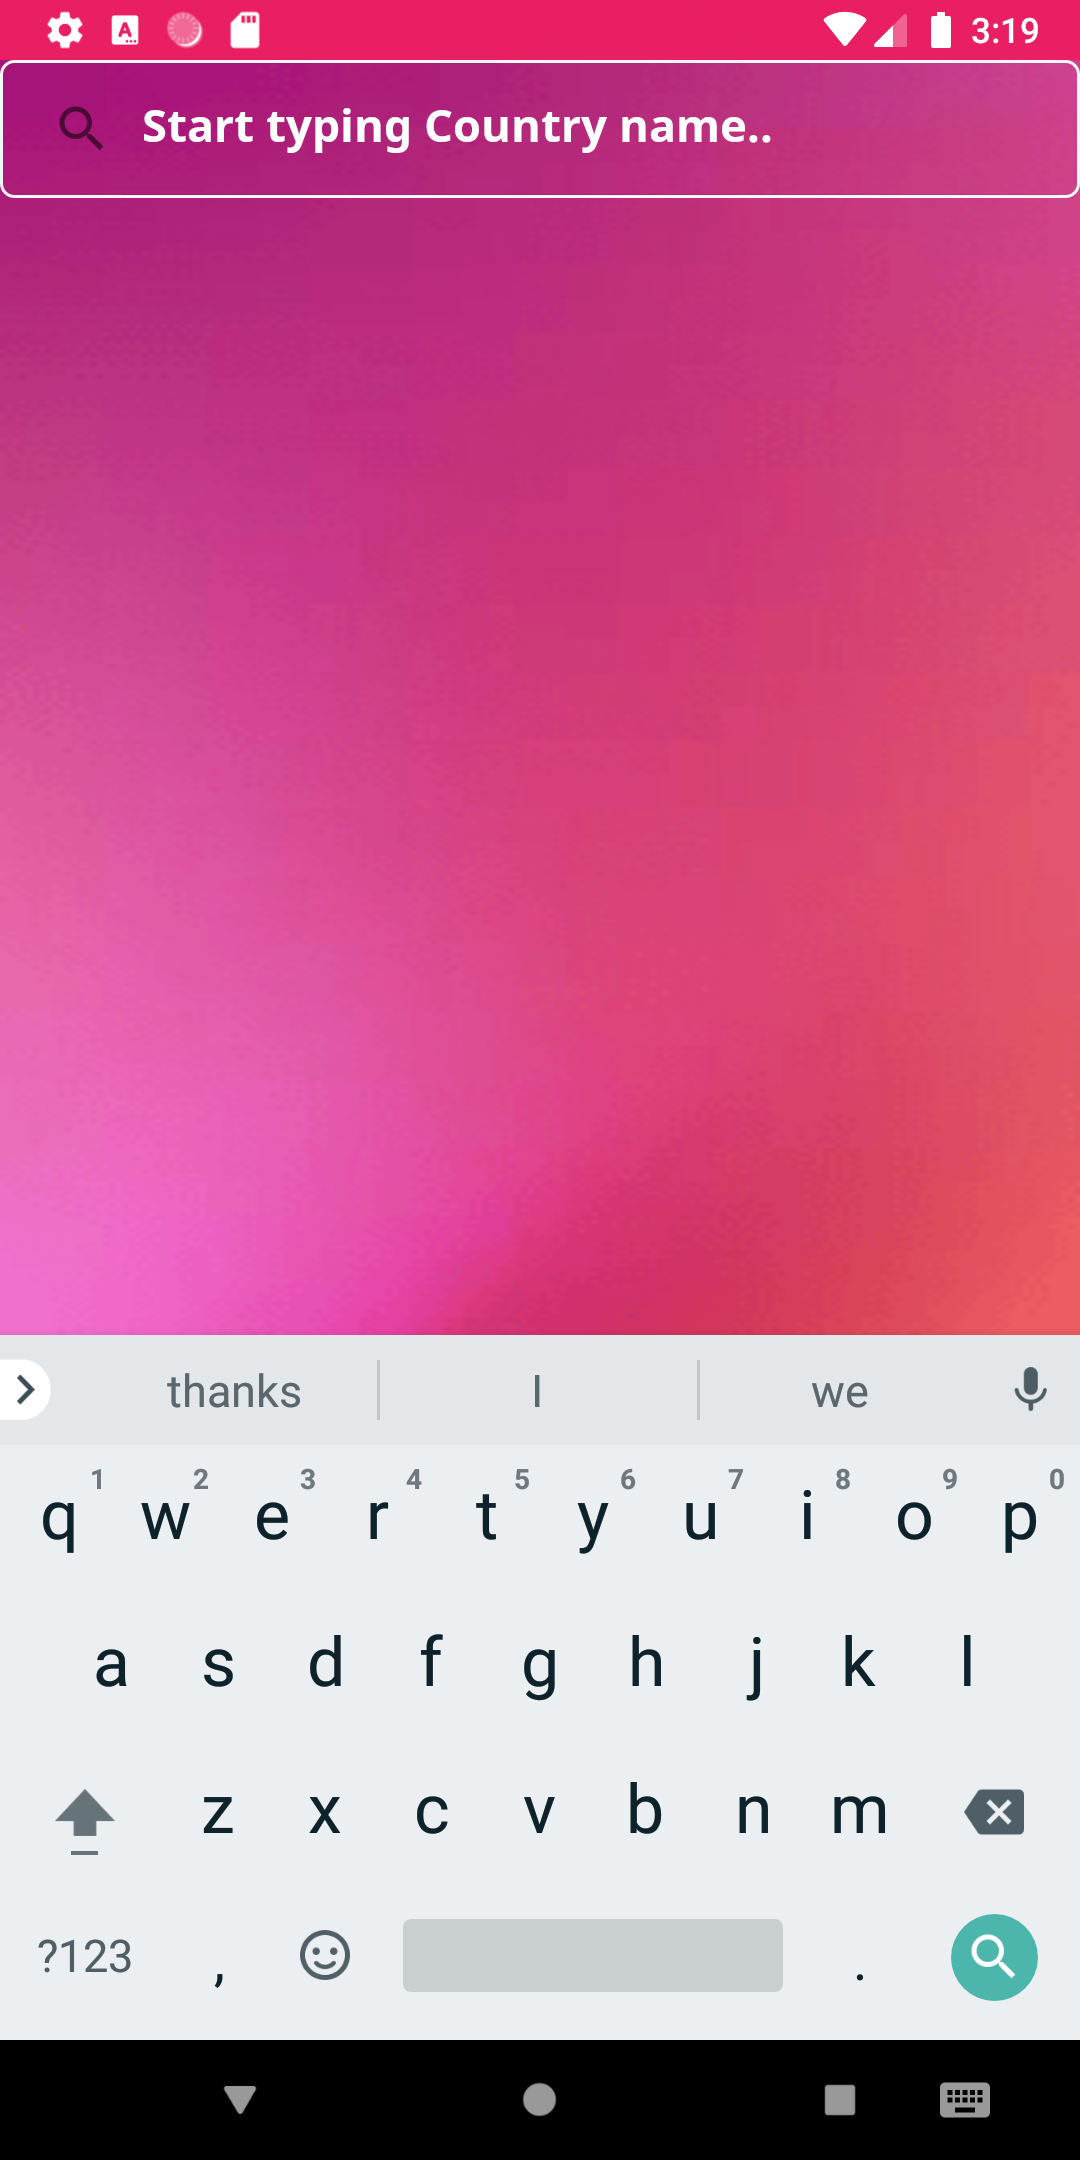 3:19
Start typing Country name..
thanks I we
1 2 3 4 5 6 7 8 9 0
q w e r t y u i o p
a s d f g h j k l
z x c v b n m
?123 , .